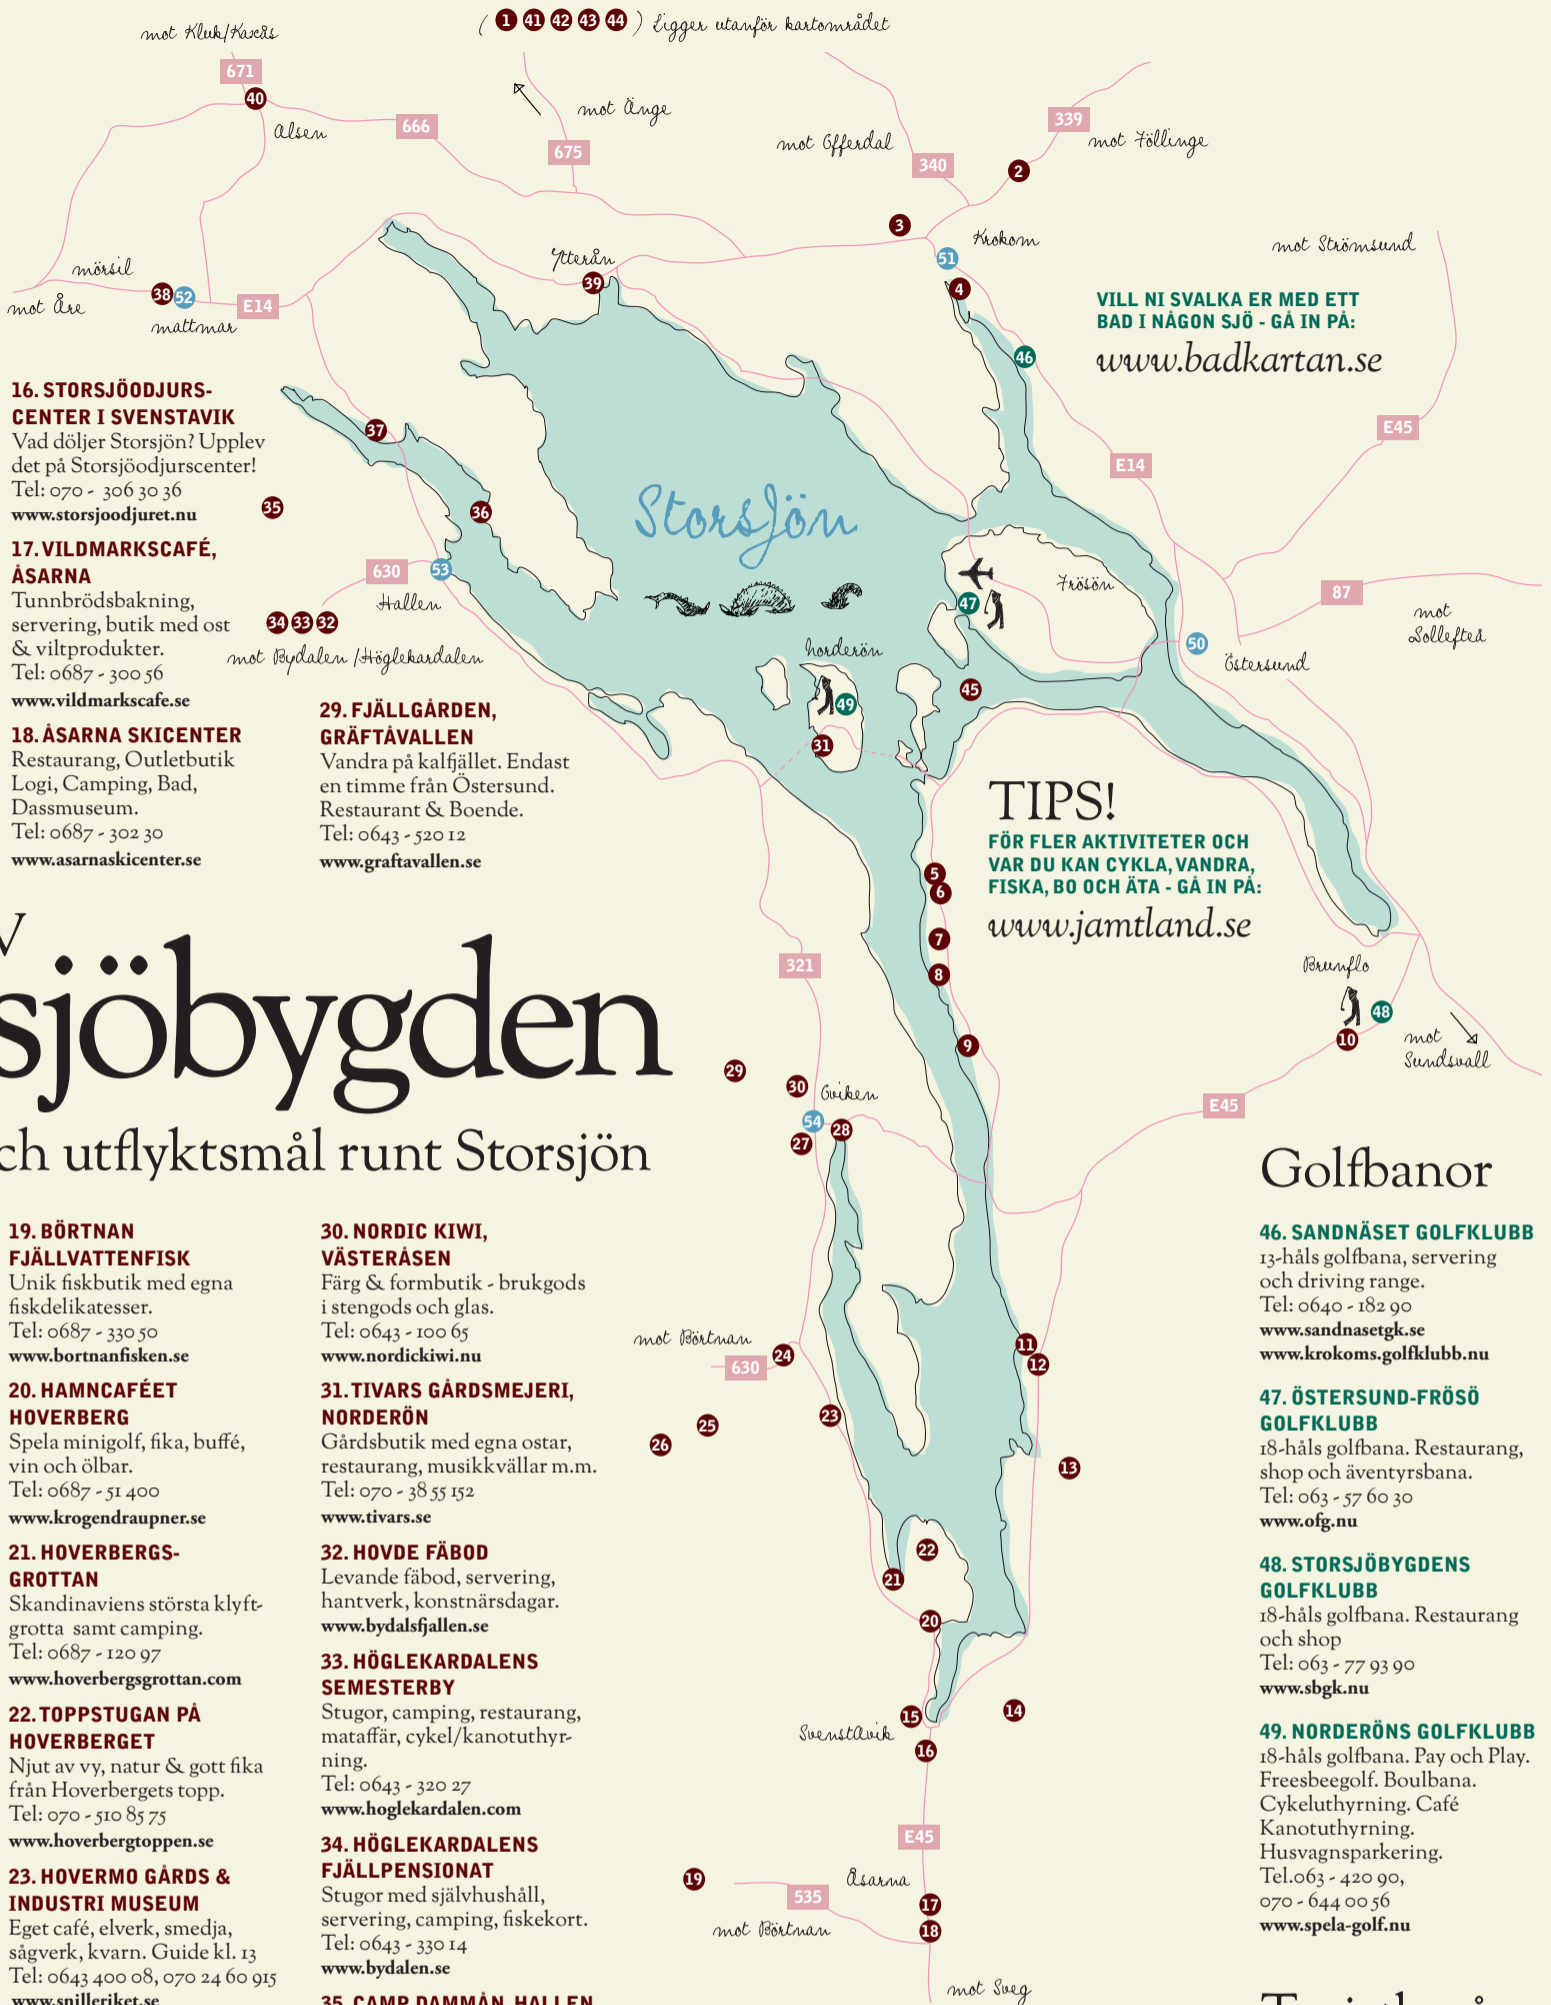 mot Kluk/Kaxås
( 1 41 42 43 44 ) Ligger utanför kartområdet
671
40
Alsen
666
mot Änge
675
mot Offerdal
340
339
mot Föllinge
2
3
Krokom
51
4
46
mot Strömsund
mörsil
mot Åre
38 52
mattmar
E14
Ytterån
39
VILL NI SVALKA ER MED ETT
BAD I NÅGON SJÖ - GÅ IN PÅ:
www.badkartan.se
E45
E14
87
mot
Sollefteå
50
Östersund
Storsjön
37
36
35
630
53
Hallen
34 33 32
mot Bydalen/Höglekardalen
Frösön
47
Norderön
49
31
45
16. STORSJÖODJURS-
CENTER I SVENSTAVIK
Vad döljer Storsjön? Upplev
det på Storsjöodjurscenter!
Tel: 070 - 306 30 36
www.storsjoodjuret.nu
17. VILDMARKSCAFÉ,
ÅSARNA
Tunnbrödsbakning,
servering, butik med ost
& viltprodukter.
Tel: 0687 - 300 56
www.vildmarkscafe.se
18. ÅSARNA SKICENTER
Restaurang, Outletbutik
Logi, Camping, Bad,
Dassmuseum.
Tel: 0687 - 302 30
www.asarnaskicenter.se
29. FJÄLLGÅRDEN,
GRÄFTÅVALLEN
Vandra på kalfjället. Endast
en timme från Östersund.
Restaurant & Boende.
Tel: 0643 - 520 12
www.graftavallen.se
TIPS!
FÖR FLER AKTIVITETER OCH
VAR DU KAN CYKLA, VANDRA,
FISKA, BO OCH ÄTA - GÅ IN PÅ:
www.jamtland.se
5
6
7
8
9
321
Brunflo
48
10
mot
Sundsvall
E45
v
sjöbygden
ch utflyktsmål runt Storsjön
29
30
Oviken
54
28
27
mot Börtnan
630
24
23
25
26
11
12
13
22
21
20
15
14
Svenstavik
16
E45
19
Åsarna
535
17
mot Börtnan
18
mot Sveg
19. BÖRTNAN
FJÄLLVATTENFISK
Unik fiskbutik med egna
fiskdelikatesser.
Tel: 0687 - 330 50
www.bortnanfisken.se
20. HAMNCAFÉET
HOVERBERG
Spela minigolf, fika, buffé,
vin och ölbar.
Tel: 0687 - 51 400
www.krogendraupner.se
21. HOVERBERGS-
GROTTAN
Skandinaviens största klyft-
grotta samt camping.
Tel: 0687 - 120 97
www.hoverbergsgrottan.com
22. TOPPSTUGAN PÅ
HOVERBERGET
Njut av vy, natur & gott fika
från Hoverbergets topp.
Tel: 070 - 510 85 75
www.hoverbergtoppen.se
23. HOVERMO GÅRDS &
INDUSTRI MUSEUM
Eget café, elverk, smedja,
sågverk, kvarn. Guide kl. 13
Tel: 0643 400 08, 070 24 60 915
www.snilleriket.se
30. NORDIC KIWI,
VÄSTERÅSEN
Färg & formbutik - brukgods
i stengods och glas.
Tel: 0643 - 100 65
www.nordickiwi.nu
31. TIVARS GÅRDSMEJERI,
NORDERÖN
Gårdsbutik med egna ostar,
restaurang, musikkvällar m.m.
Tel: 070 - 38 55 152
www.tivars.se
32. HOVDE FÄBOD
Levande fäbod, servering,
hantverk, konstnärsdagar.
www.bydalsfjallen.se
33. HÖGLEKARDALENS
SEMESTERBY
Stugor, camping, restaurang,
mataffär, cykel/kanotuthyr-
ning.
Tel: 0643 - 320 27
www.hoglekardalen.com
34. HÖGLEKARDALENS
FJÄLLPENSIONAT
Stugor med självhushåll,
servering, camping, fiskekort.
Tel: 0643 - 330 14
www.bydalen.se
35. CAMP DAMMÅN, HALLEN
Golfbanor
46. SANDNÄSET GOLFKLUBB
13-håls golfbana, servering
och driving range.
Tel: 0640 - 182 90
www.sandnasetgk.se
www.krokoms.golfklubb.nu
47. ÖSTERSUND-FRÖSÖ
GOLFKLUBB
18-håls golfbana. Restaurang,
shop och äventyrsbana.
Tel: 063 - 57 60 30
www.ofg.nu
48. STORSJÖBYGDENS
GOLFKLUBB
18-håls golfbana. Restaurang
och shop
Tel: 063 - 77 93 90
www.sbgk.nu
49. NORDERÖNS GOLFKLUBB
18-håls golfbana. Pay och Play.
Freesbeegolf. Boulbana.
Cykeluthyrning. Café
Kanotuthyrning.
Husvagnsparkering.
Tel.063 - 420 90,
070 - 644 00 56
www.spela-golf.nu